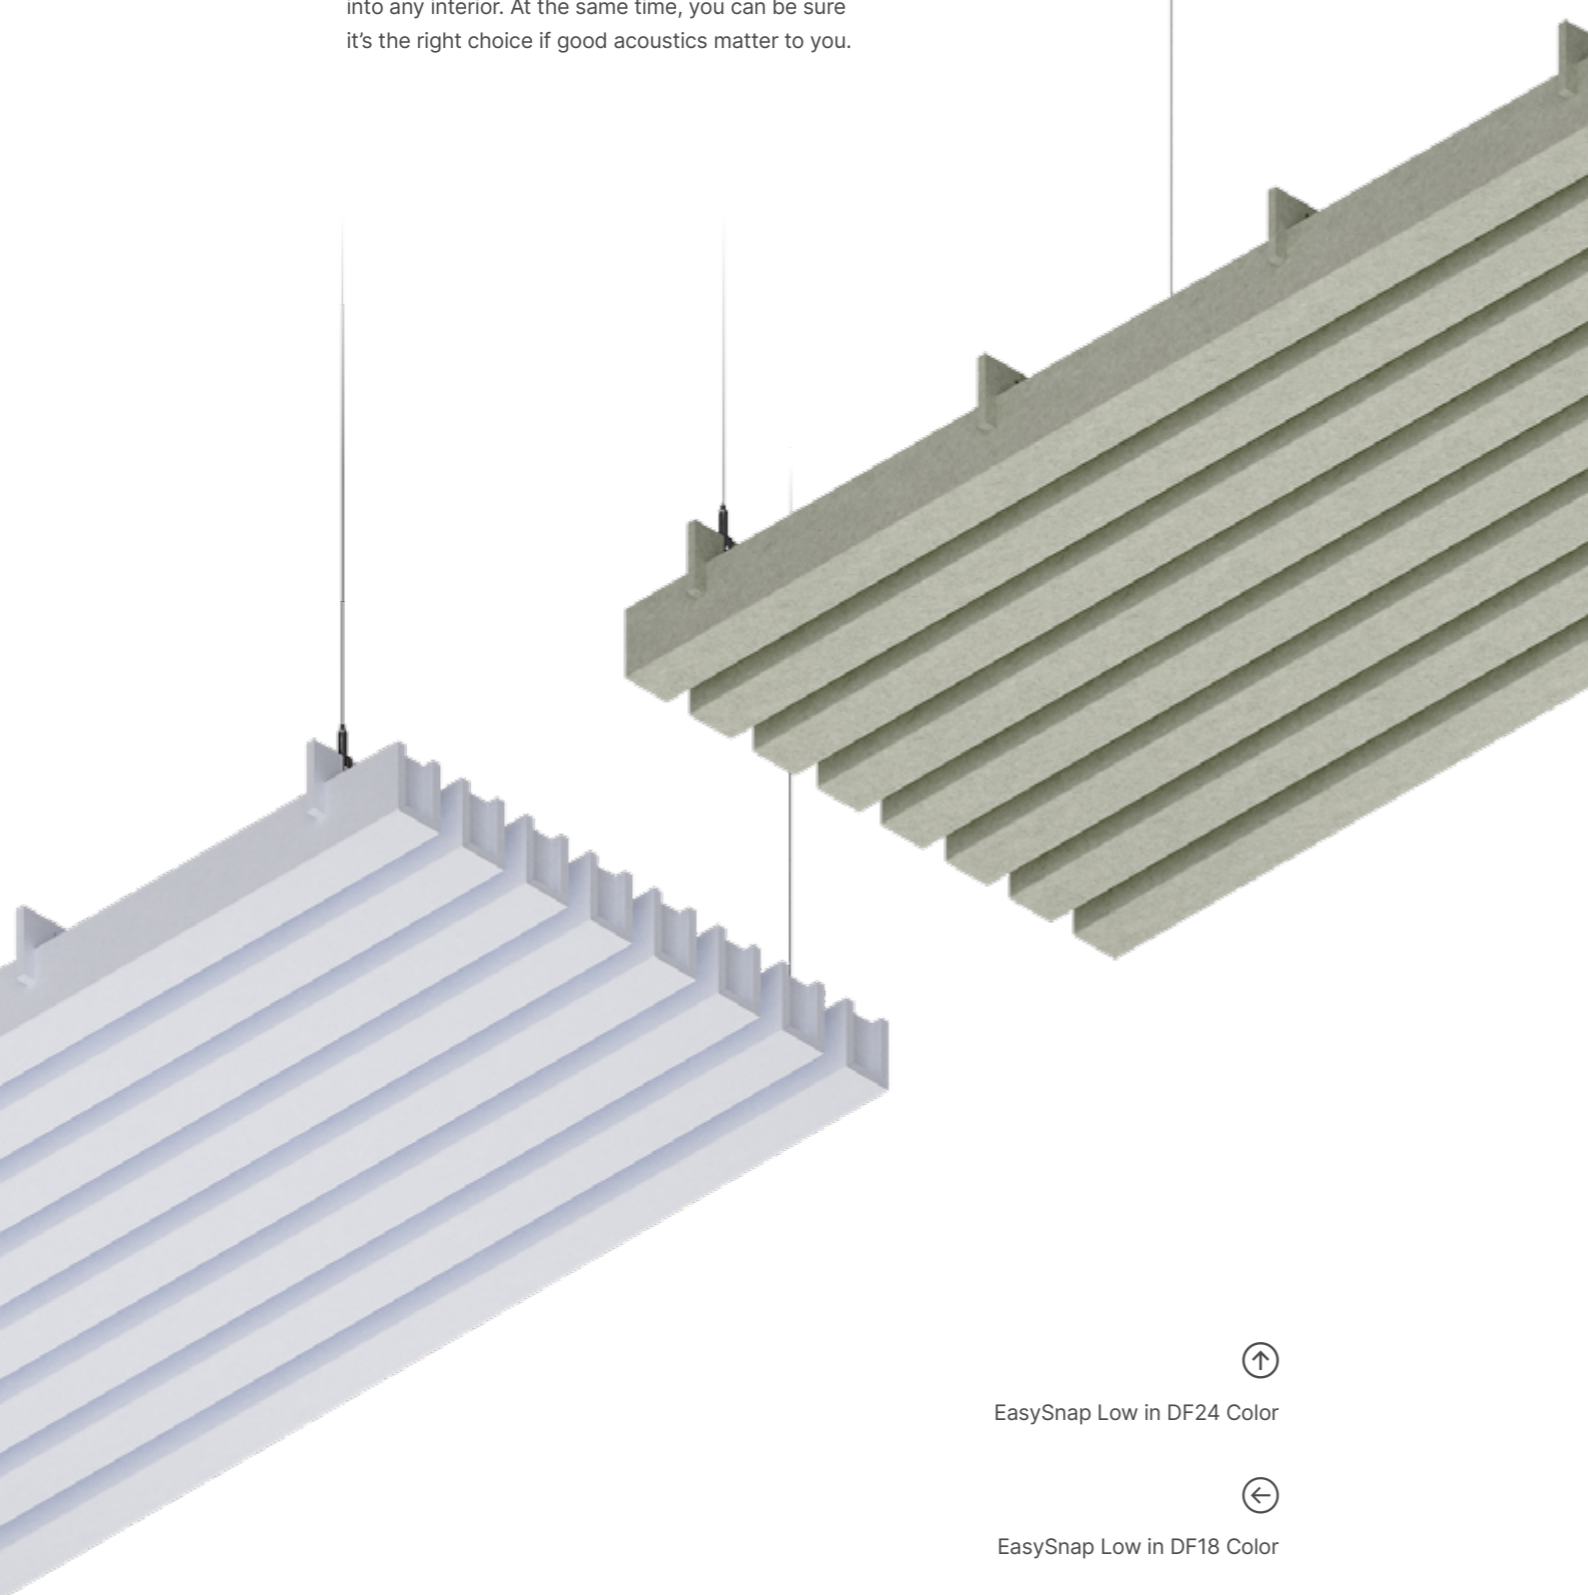 into any interior. At the same time, you can be sure
it’s the right choice if good acoustics matter to you.
EasySnap Low in DF24 Color
EasySnap Low in DF18 Color